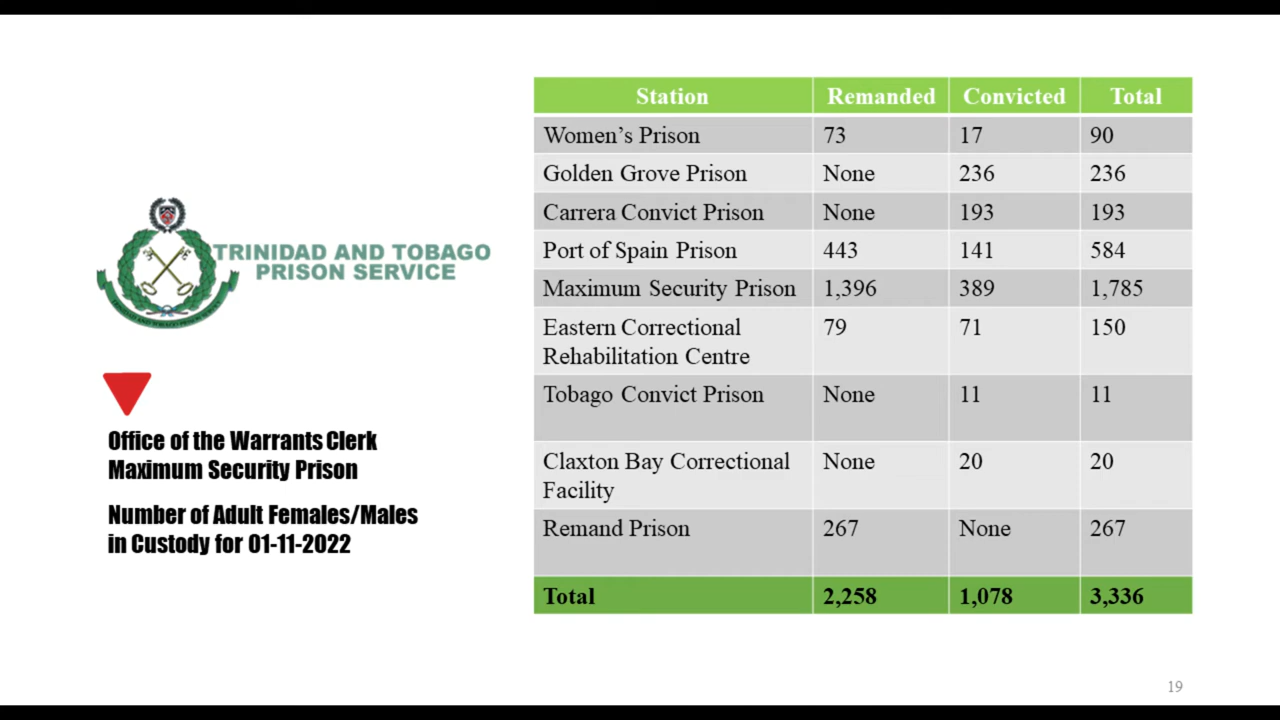 TRINIDAD AND TOBAGO
PRISON SERVICE
Office of the Warrants Clerk
Maximum Security Prison
Number of Adult Females/Males
in Custody for 01-11-2022
Station Remanded Convicted Total
Women's Prison 73 17 90
Golden Grove Prison None 236 236
Carrera Convict Prison None 193 193
Port of Spain Prison 443 141 584
Maximum Security Prison 1,396 389 1,785
Eastern Correctional 79 71 150
Rehabilitation Centre
Tobago Convict Prison None 11 11
Claxton Bay Correctional None 20 20
Facility
Remand Prison 267 None 267
Total 2,258 1,078 3,336
19